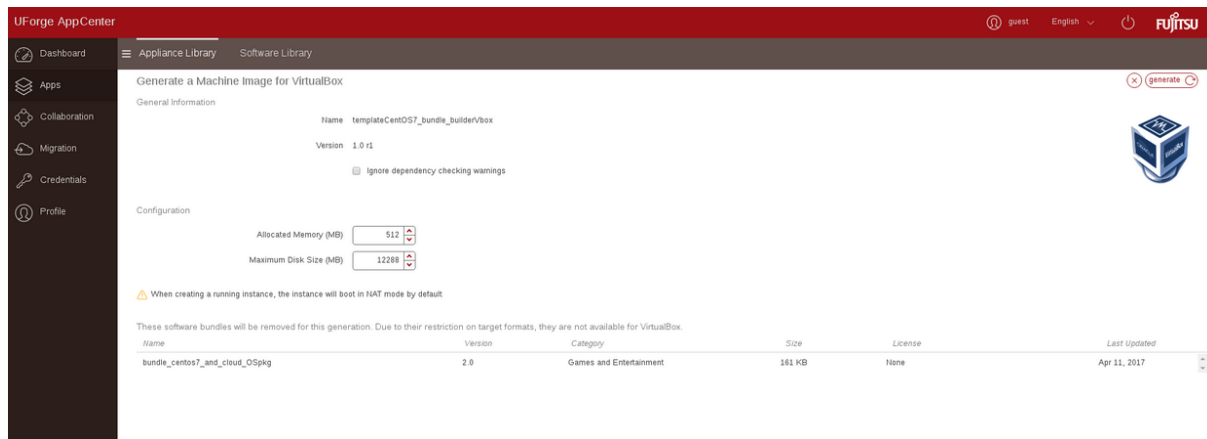 UForge AppCenter
guest English
FUJITSU
Dashboard
Appliance Library Software Library
Apps
Generate a Machine Image for VirtualBox
generate
General Information
Collaboration
Name templateCentOS7_bundle_builderVbox
Migration
Version 1.0 r1
Ignore dependency checking warnings
Credentials
Profile
Configuration
Allocated Memory (MB) 512
Maximum Disk Size (MB) 12288
When creating a running instance, the instance will boot in NAT mode by default
These software bundles will be removed for this generation. Due to their restriction on target formats, they are not available for VirtualBox.
Name Version Category Size License Last Updated
bundle_centos7_and_cloud_OSpkg 2.0 Games and Entertainment 161 KB None Apr 11, 2017